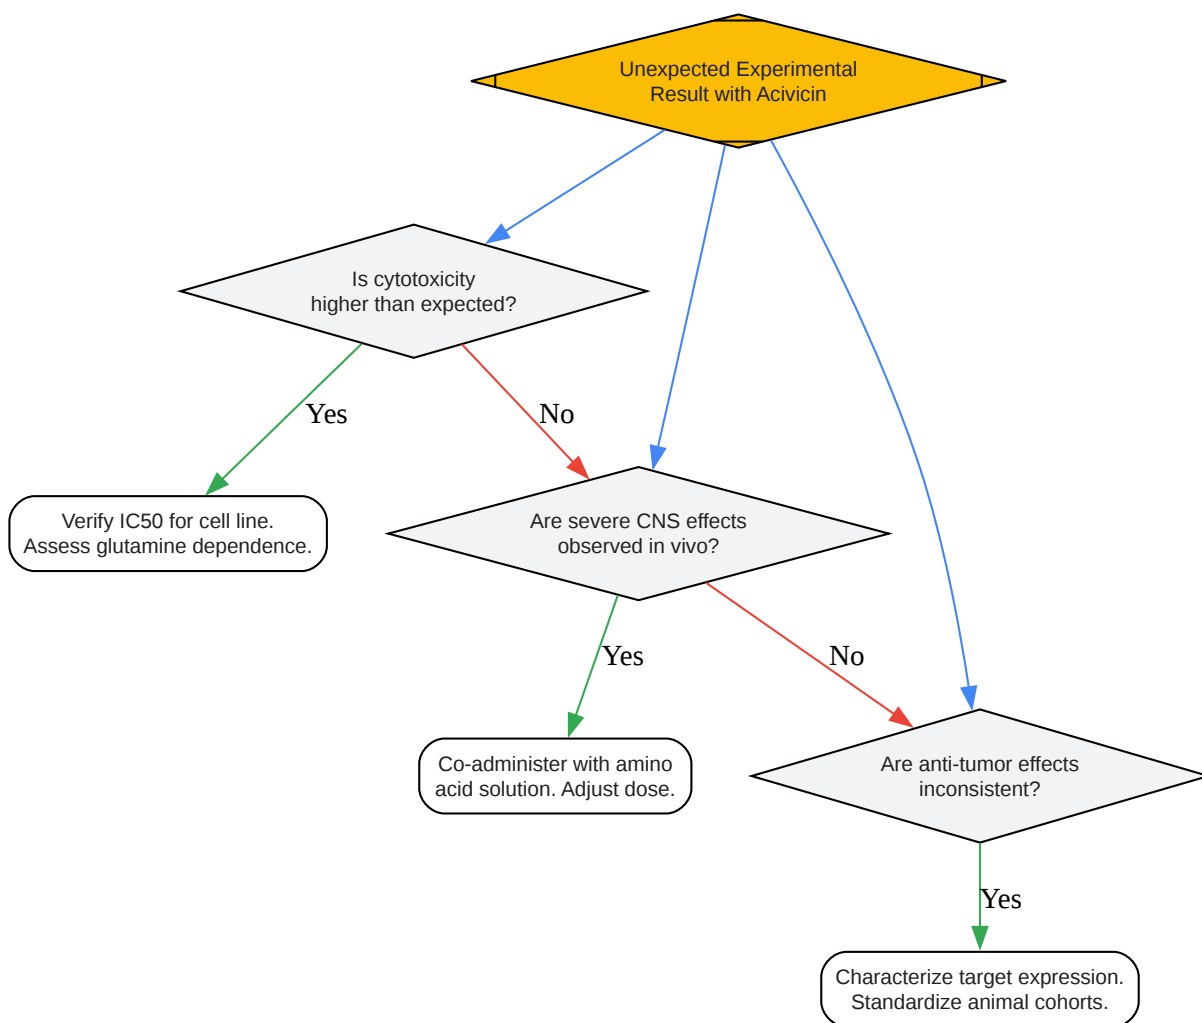 Unexpected Experimental
Result with Acivicin
Is cytotoxicity
higher than expected?
Yes
No
Verify IC50 for cell line.
Assess glutamine dependence.
Are severe CNS effects
observed in vivo?
Yes
No
Co-administer with amino
acid solution. Adjust dose.
Are anti-tumor effects
inconsistent?
Yes
Characterize target expression.
Standardize animal cohorts.